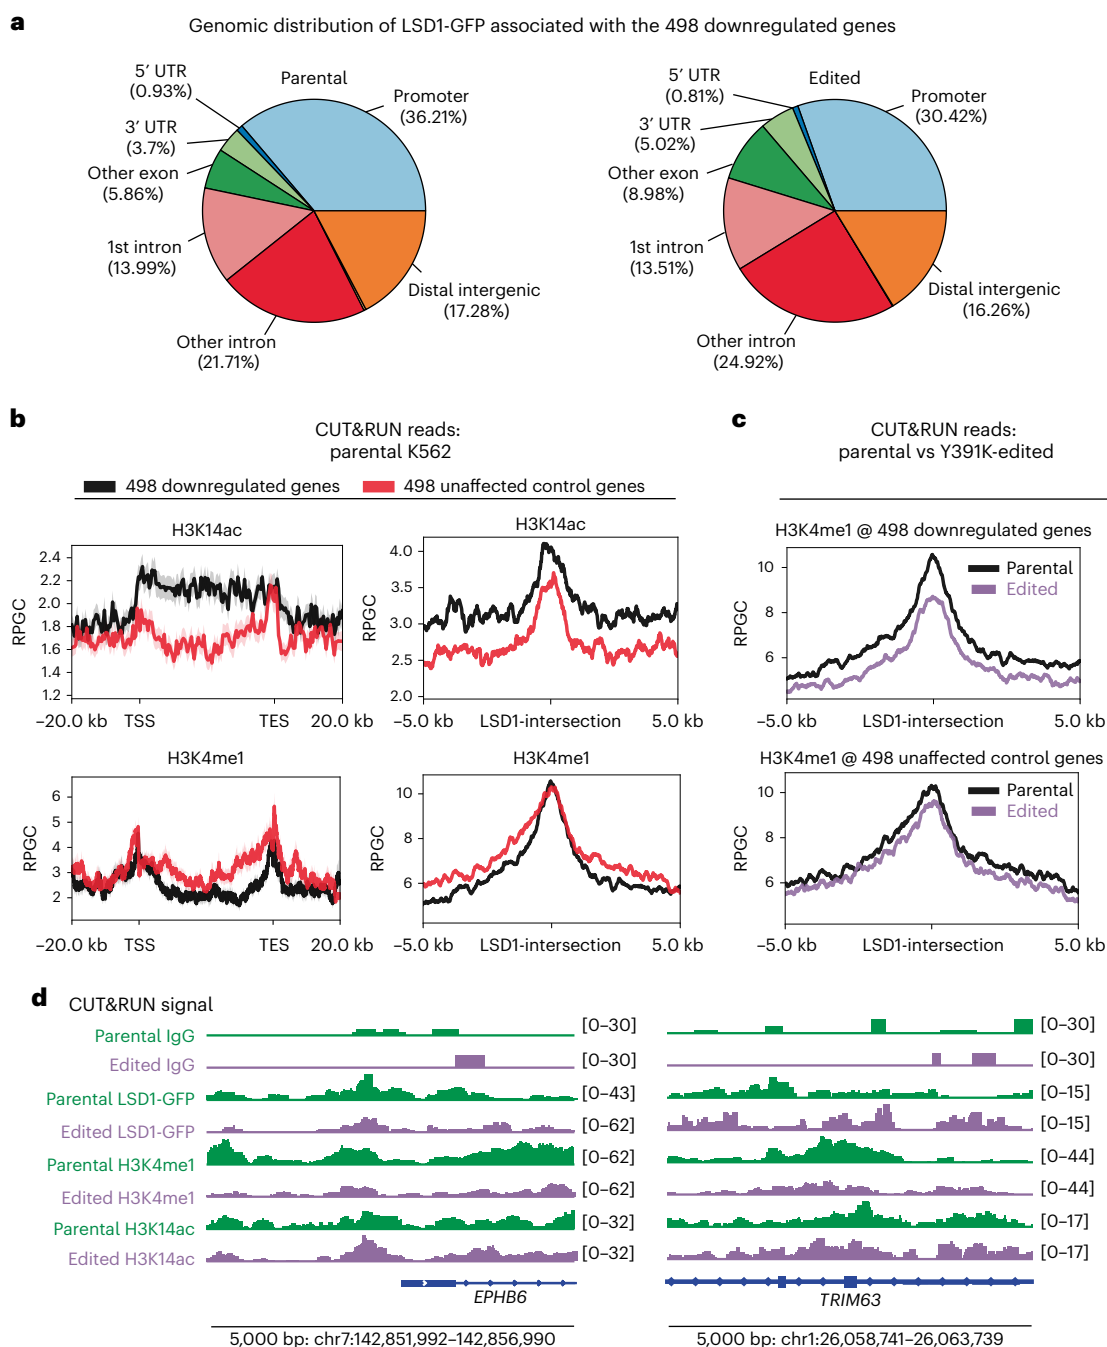 a
Genomic distribution of LSD1-GFP associated with the 498 downregulated genes
Parental
5′ UTR
(0.93%)
3′ UTR
(3.7%)
Other exon
(5.86%)
1st intron
(13.99%)
Other intron
(21.71%)
Promoter
(36.21%)
Distal intergenic
(17.28%)
Edited
5′ UTR
(0.81%)
3′ UTR
(5.02%)
Other exon
(8.98%)
1st intron
(13.51%)
Other intron
(24.92%)
Promoter
(30.42%)
Distal intergenic
(16.26%)
b
CUT&RUN reads:
parental K562
498 downregulated genes
498 unaffected control genes
H3K14ac
RPGC
2.4
2.2
2.0
1.8
1.6
1.4
1.2
–20.0 kb TSS TES 20.0 kb
H3K14ac
RPGC
4.0
3.5
3.0
2.5
2.0
–5.0 kb LSD1-intersection 5.0 kb
H3K4me1
RPGC
6
5
4
3
2
–20.0 kb TSS TES 20.0 kb
H3K4me1
RPGC
10
8
6
–5.0 kb LSD1-intersection 5.0 kb
c
CUT&RUN reads:
parental vs Y391K-edited
H3K4me1 @ 498 downregulated genes
Parental
Edited
RPGC
10
8
6
–5.0 kb LSD1-intersection 5.0 kb
H3K4me1 @ 498 unaffected control genes
Parental
Edited
RPGC
10
8
6
–5.0 kb LSD1-intersection 5.0 kb
d
CUT&RUN signal
Parental IgG [0–30] [0–30]
Edited IgG [0–30] [0–30]
Parental LSD1-GFP [0–43] [0–15]
Edited LSD1-GFP [0–62] [0–15]
Parental H3K4me1 [0–62] [0–44]
Edited H3K4me1 [0–62] [0–44]
Parental H3K14ac [0–32] [0–17]
Edited H3K14ac [0–32] [0–17]
EPHB6 TRIM63
5,000 bp: chr7:142,851,992–142,856,990 5,000 bp: chr1:26,058,741–26,063,739